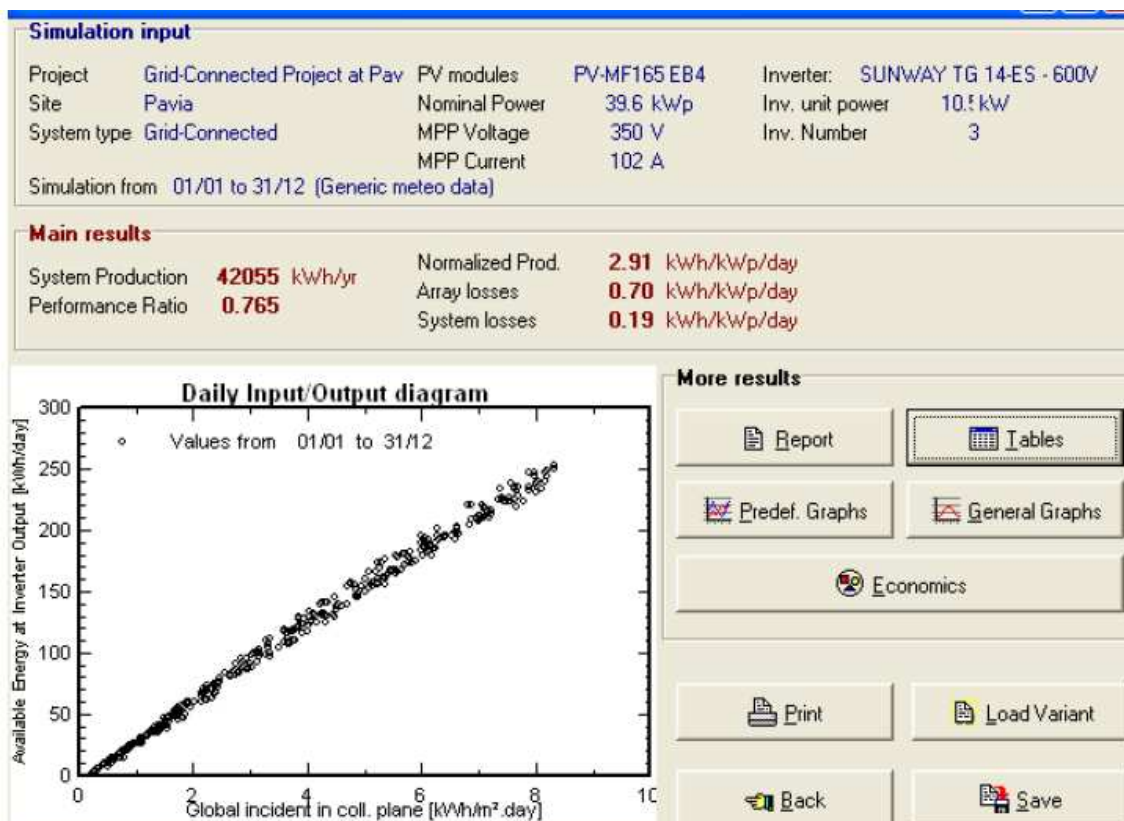 Simulation input
Project Grid-Connected Project at Pav PV modules PV-MF165 EB4 Inverter: SUNWAY TG 14-ES - 600V
Site Pavia Nominal Power 39.6 kWp Inv. unit power 10.5 kW
System type Grid-Connected MPP Voltage 350 V Inv. Number 3
MPP Current 102 A
Simulation from 01/01 to 31/12 (Generic meteo data)
Main results
System Production 42055 kWh/yr Normalized Prod. 2.91 kWh/kWp/day
Performance Ratio 0.765 Array losses 0.70 kWh/kWp/day
System losses 0.19 kWh/kWp/day
Daily Input/Output diagram
Values from 01/01 to 31/12
Available Energy at Inverter Output [kWh/day]
300
250
200
150
100
50
0
0 2 4 6 8 10
Global incident in coll. plane [kWh/m².day]
More results
Report Tables
Predef. Graphs General Graphs
Economics
Print Load Variant
Back Save